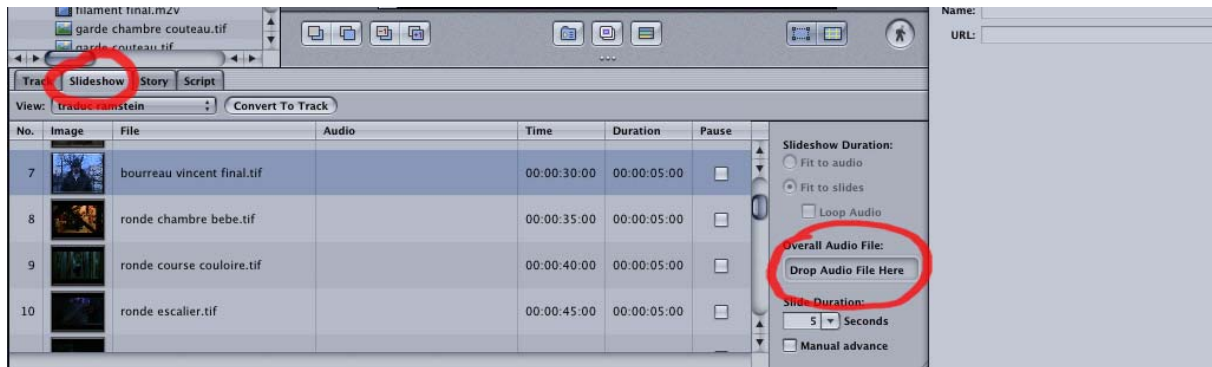 filament final.m2v
garde chambre couteau.tif
garde couteau.tif
Name:
URL:
Track Slideshow Story Script
View: traduc ramstein Convert To Track
No. Image File Audio Time Duration Pause
7 bourreau vincent final.tif 00:00:30:00 00:00:05:00
8 ronde chambre bebe.tif 00:00:35:00 00:00:05:00
9 ronde course couloire.tif 00:00:40:00 00:00:05:00
10 ronde escalier.tif 00:00:45:00 00:00:05:00
Slideshow Duration:
Fit to audio
Fit to slides
Loop Audio
Overall Audio File:
Drop Audio File Here
Slide Duration:
5 Seconds
Manual advance